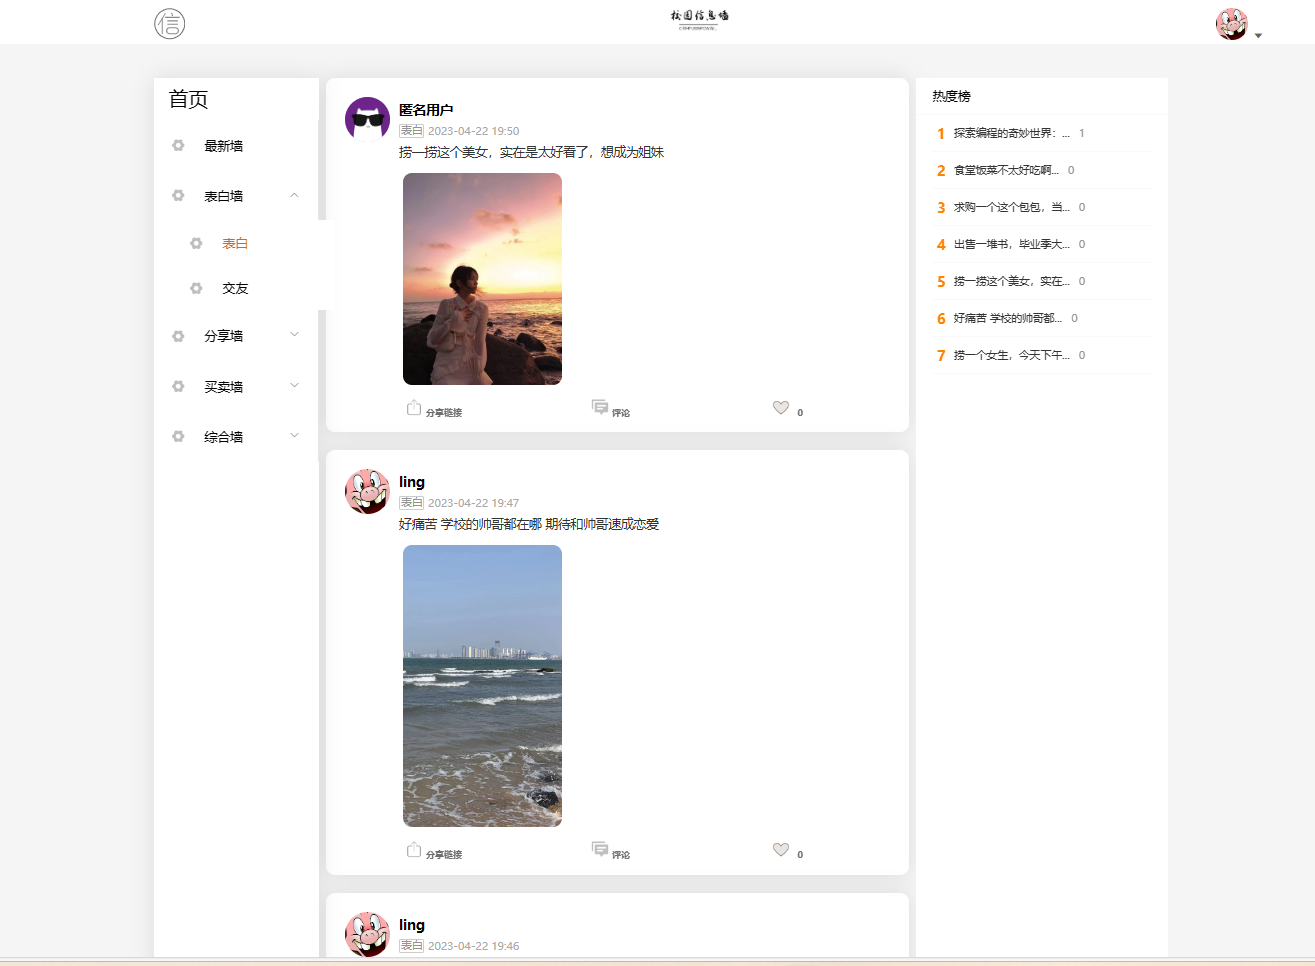 信
校园信息墙
首页
最新墙
表白墙
表白
交友
分享墙
买卖墙
综合墙
匿名用户
表白 2023-04-22 19:50
捞一捞这个美女，实在是太好看了，想成为姐妹
分享链接 评论 0
ling
表白 2023-04-22 19:47
好痛苦 学校的帅哥都在哪 期待和帅哥速成恋爱
分享链接 评论 0
ling
表白 2023-04-22 19:46
热度榜
1 探索编程的奇妙世界：... 1
2 食堂饭菜不太好吃啊... 0
3 求购一个这个包包，当... 0
4 出售一堆书，毕业季大... 0
5 捞一捞这个美女，实在... 0
6 好痛苦 学校的帅哥都... 0
7 捞一个女生，今天下午... 0